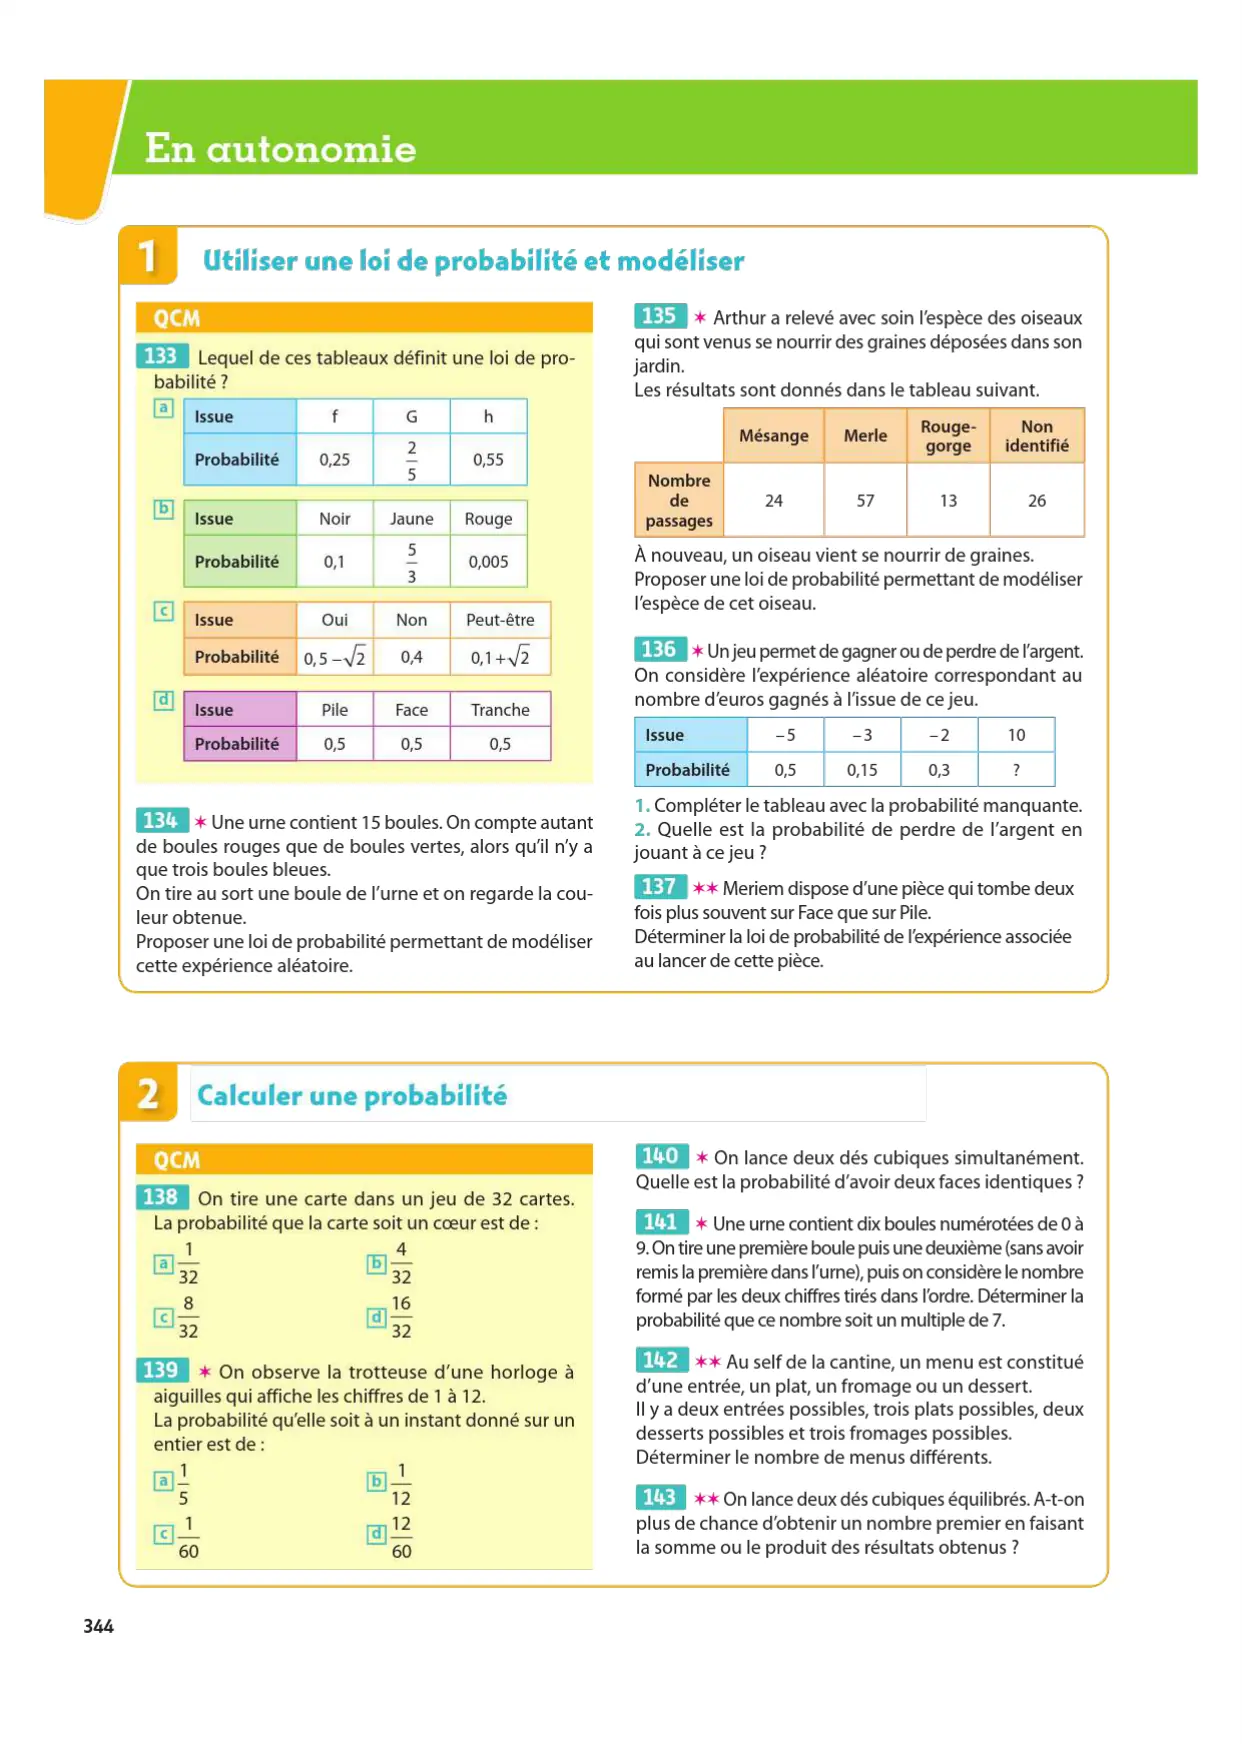 En autonomie
1 Utiliser une loi de probabilité et modéliser
QCM
133 Lequel de ces tableaux définit une loi de pro-
babilité ?
a
Issue f G h
Probabilité 0,25 2/5 0,55
b
Issue Noir Jaune Rouge
Probabilité 0,1 5/3 0,005
c
Issue Oui Non Peut-être
Probabilité 0,5 – √2 0,4 0,1 + √2
d
Issue Pile Face Tranche
Probabilité 0,5 0,5 0,5
134 ✶ Une urne contient 15 boules. On compte autant
de boules rouges que de boules vertes, alors qu’il n’y a
que trois boules bleues.
On tire au sort une boule de l’urne et on regarde la cou-
leur obtenue.
Proposer une loi de probabilité permettant de modéliser
cette expérience aléatoire.
135 ✶ Arthur a relevé avec soin l’espèce des oiseaux
qui sont venus se nourrir des graines déposées dans son
jardin.
Les résultats sont donnés dans le tableau suivant.
Mésange Merle Rouge-gorge Non identifié
Nombre de passages 24 57 13 26
À nouveau, un oiseau vient se nourrir de graines.
Proposer une loi de probabilité permettant de modéliser
l’espèce de cet oiseau.
136 ✶ Un jeu permet de gagner ou de perdre de l’argent.
On considère l’expérience aléatoire correspondant au
nombre d’euros gagnés à l’issue de ce jeu.
Issue – 5 – 3 – 2 10
Probabilité 0,5 0,15 0,3 ?
1. Compléter le tableau avec la probabilité manquante.
2. Quelle est la probabilité de perdre de l’argent en
jouant à ce jeu ?
137 ✶✶ Meriem dispose d’une pièce qui tombe deux
fois plus souvent sur Face que sur Pile.
Déterminer la loi de probabilité de l’expérience associée
au lancer de cette pièce.
2 Calculer une probabilité
QCM
138 On tire une carte dans un jeu de 32 cartes.
La probabilité que la carte soit un cœur est de :
a 1/32 b 4/32
c 8/32 d 16/32
139 ✶ On observe la trotteuse d’une horloge à
aiguilles qui affiche les chiffres de 1 à 12.
La probabilité qu’elle soit à un instant donné sur un
entier est de :
a 1/5 b 1/12
c 1/60 d 12/60
140 ✶ On lance deux dés cubiques simultanément.
Quelle est la probabilité d’avoir deux faces identiques ?
141 ✶ Une urne contient dix boules numérotées de 0 à
9. On tire une première boule puis une deuxième (sans avoir
remis la première dans l’urne), puis on considère le nombre
formé par les deux chiffres tirés dans l’ordre. Déterminer la
probabilité que ce nombre soit un multiple de 7.
142 ✶✶ Au self de la cantine, un menu est constitué
d’une entrée, un plat, un fromage ou un dessert.
Il y a deux entrées possibles, trois plats possibles, deux
desserts possibles et trois fromages possibles.
Déterminer le nombre de menus différents.
143 ✶✶ On lance deux dés cubiques équilibrés. A-t-on
plus de chance d’obtenir un nombre premier en faisant
la somme ou le produit des résultats obtenus ?
344